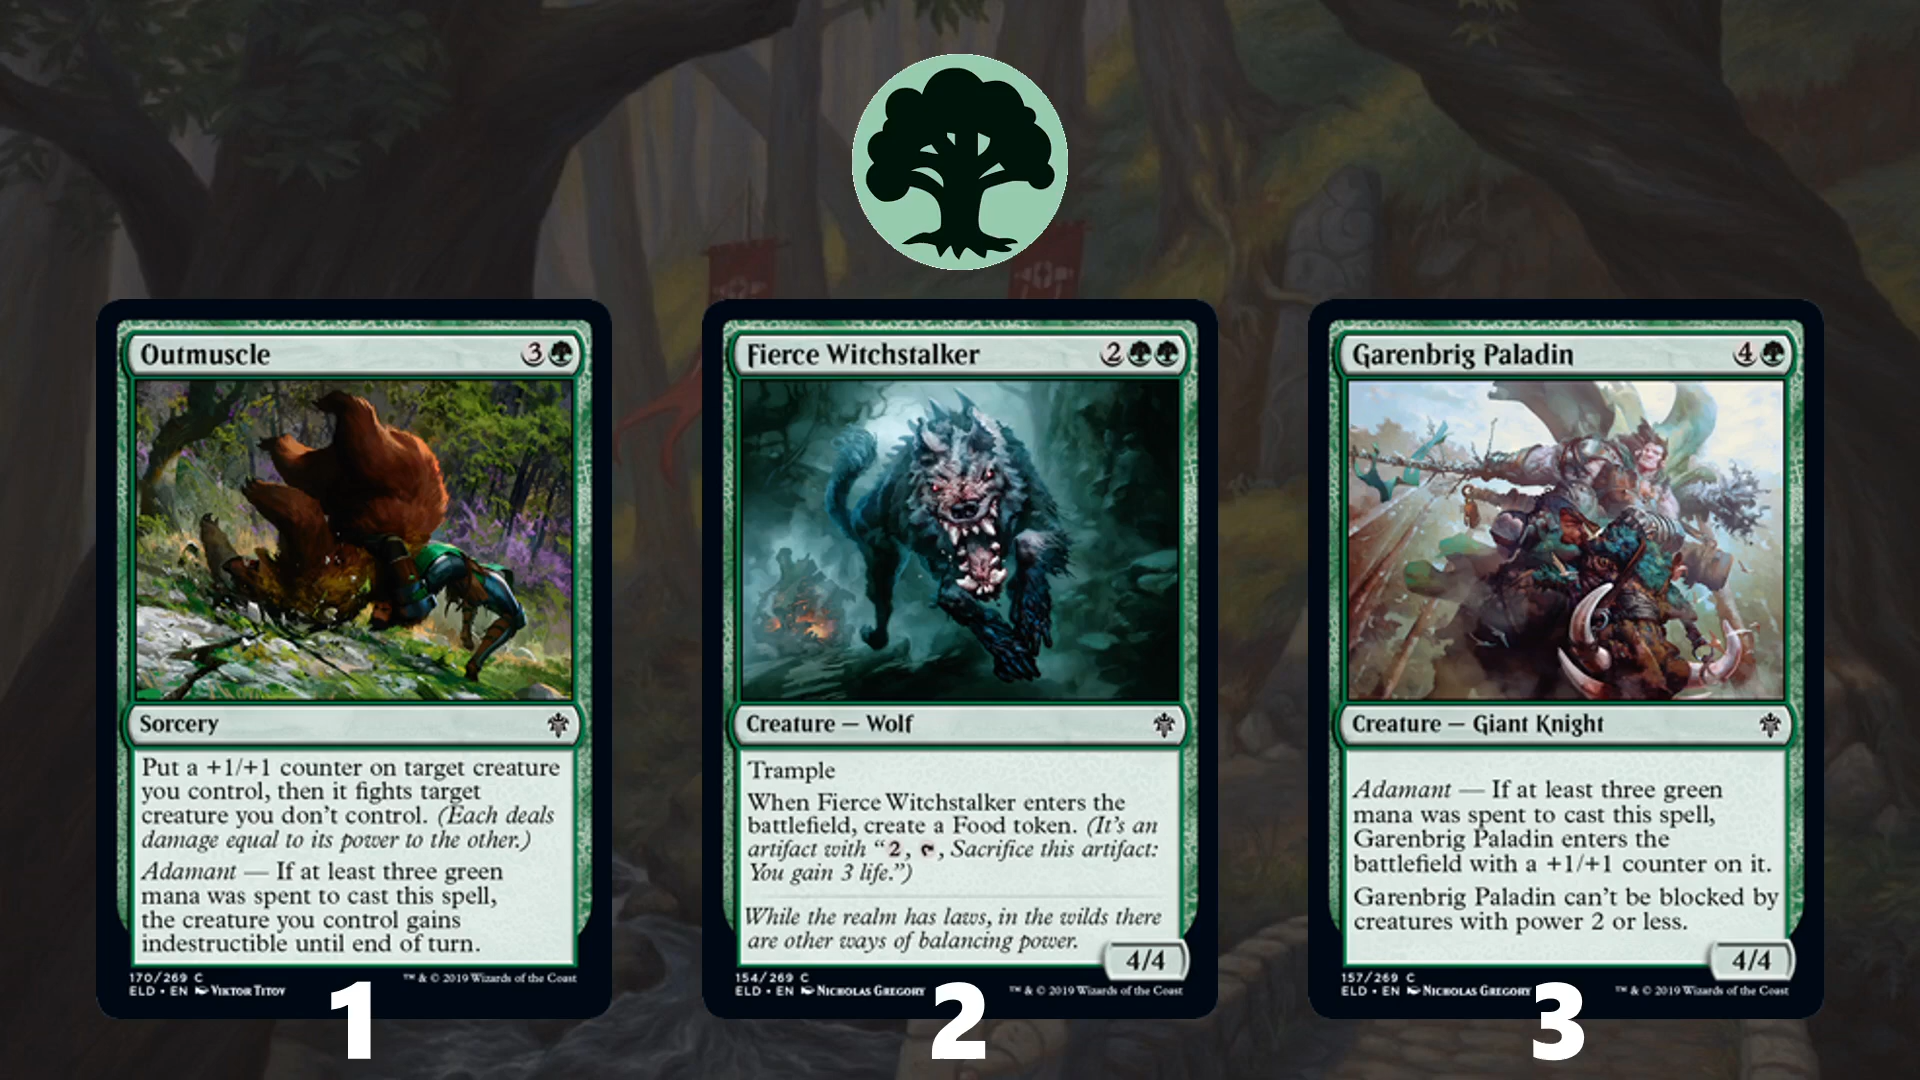 Outmuscle
3
Sorcery
Put a +1/+1 counter on target creature
you control, then it fights target
creature you don't control. (Each deals
damage equal to its power to the other.)
Adamant — If at least three green
mana was spent to cast this spell,
the creature you control gains
indestructible until end of turn.
170/269 C
ELD • EN Viktor Titov
™ & © 2019 Wizards of the Coast
1
Fierce Witchstalker
2
Creature — Wolf
Trample
When Fierce Witchstalker enters the
battlefield, create a Food token. (It's an
artifact with “2, , Sacrifice this artifact:
You gain 3 life.”)
While the realm has laws, in the wilds there
are other ways of balancing power.
4/4
154/269 C
ELD • EN Nicholas Gregory
™ & © 2019 Wizards of the Coast
2
Garenbrig Paladin
4
Creature — Giant Knight
Adamant — If at least three green
mana was spent to cast this spell,
Garenbrig Paladin enters the
battlefield with a +1/+1 counter on it.
Garenbrig Paladin can't be blocked by
creatures with power 2 or less.
4/4
157/269 C
ELD • EN Nicholas Gregory
™ & © 2019 Wizards of the Coast
3